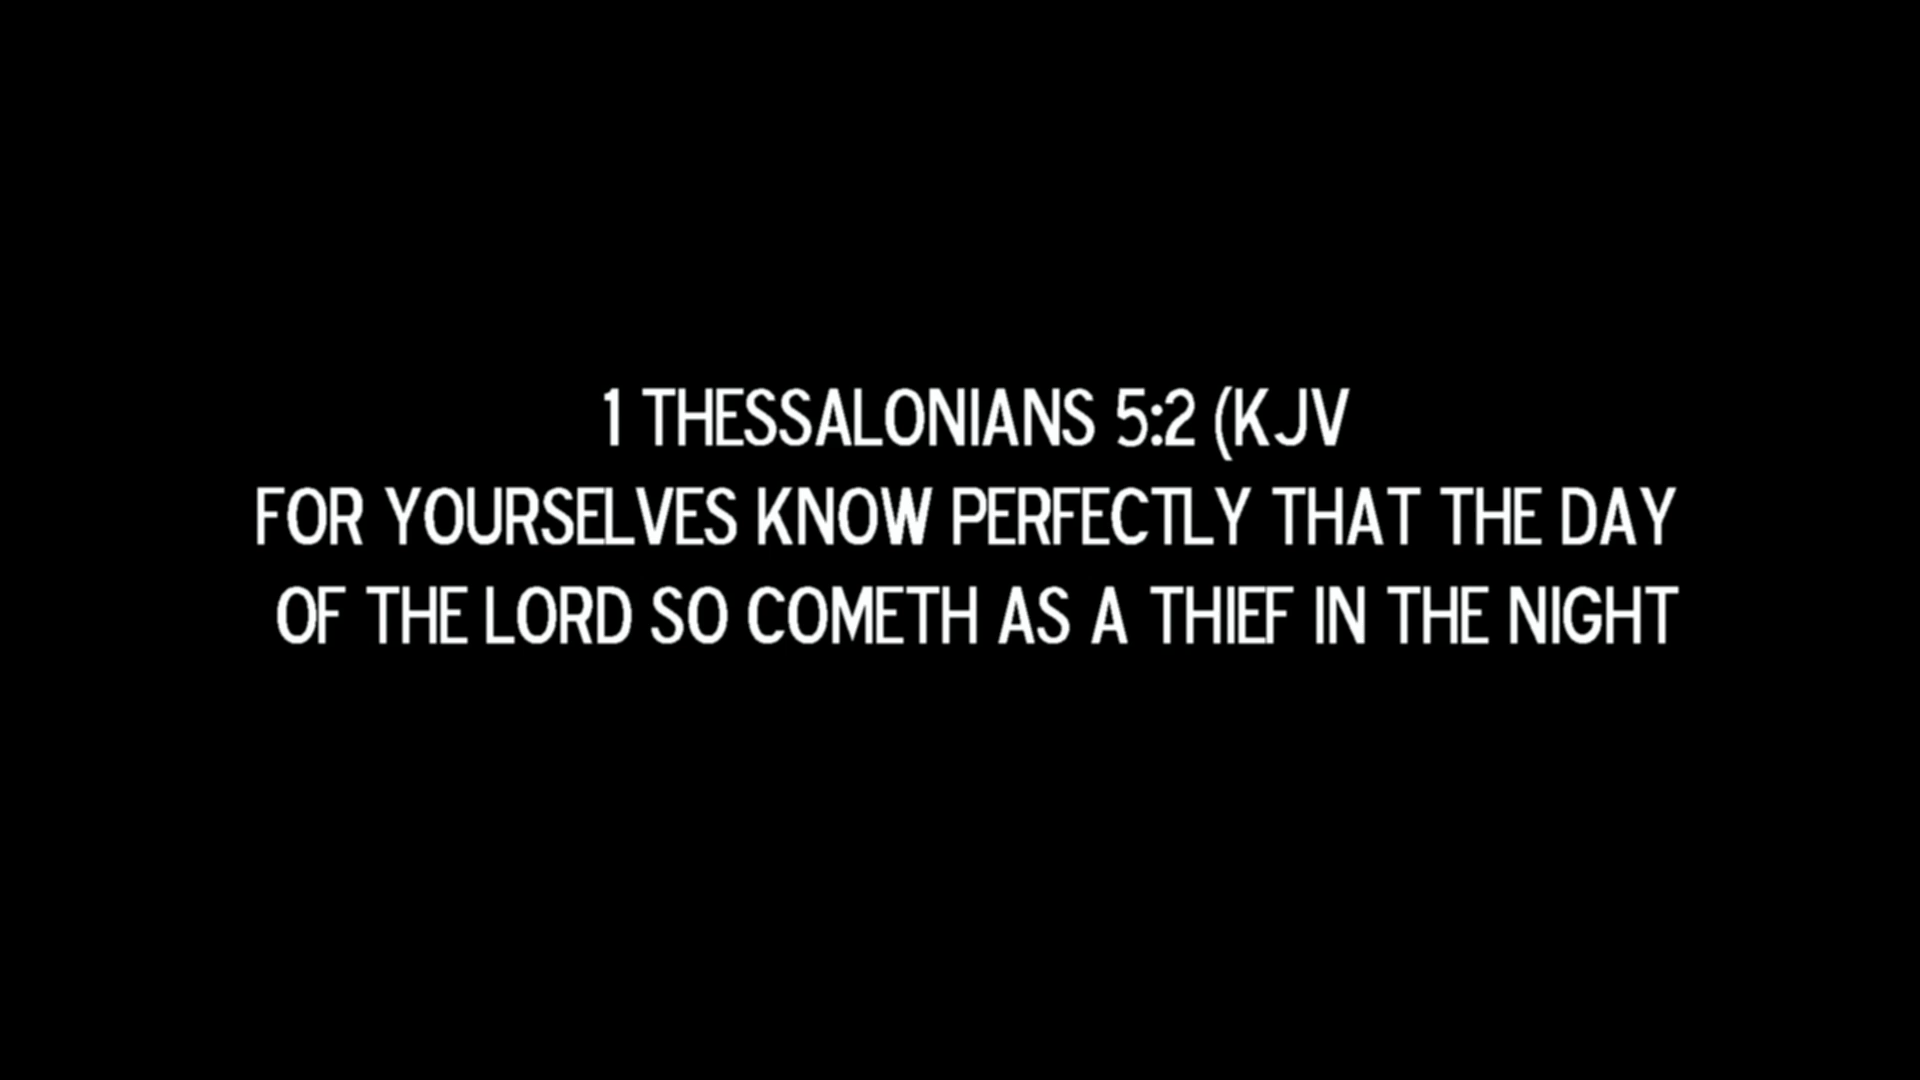 1 THESSALONIANS 5:2 (KJV
FOR YOURSELVES KNOW PERFECTLY THAT THE DAY
OF THE LORD SO COMETH AS A THIEF IN THE NIGHT